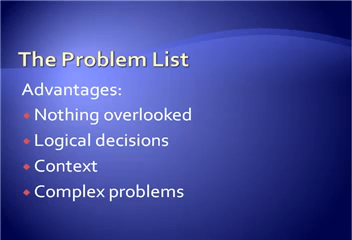 The Problem List
Advantages:
Nothing overlooked
Logical decisions
Context
Complex problems